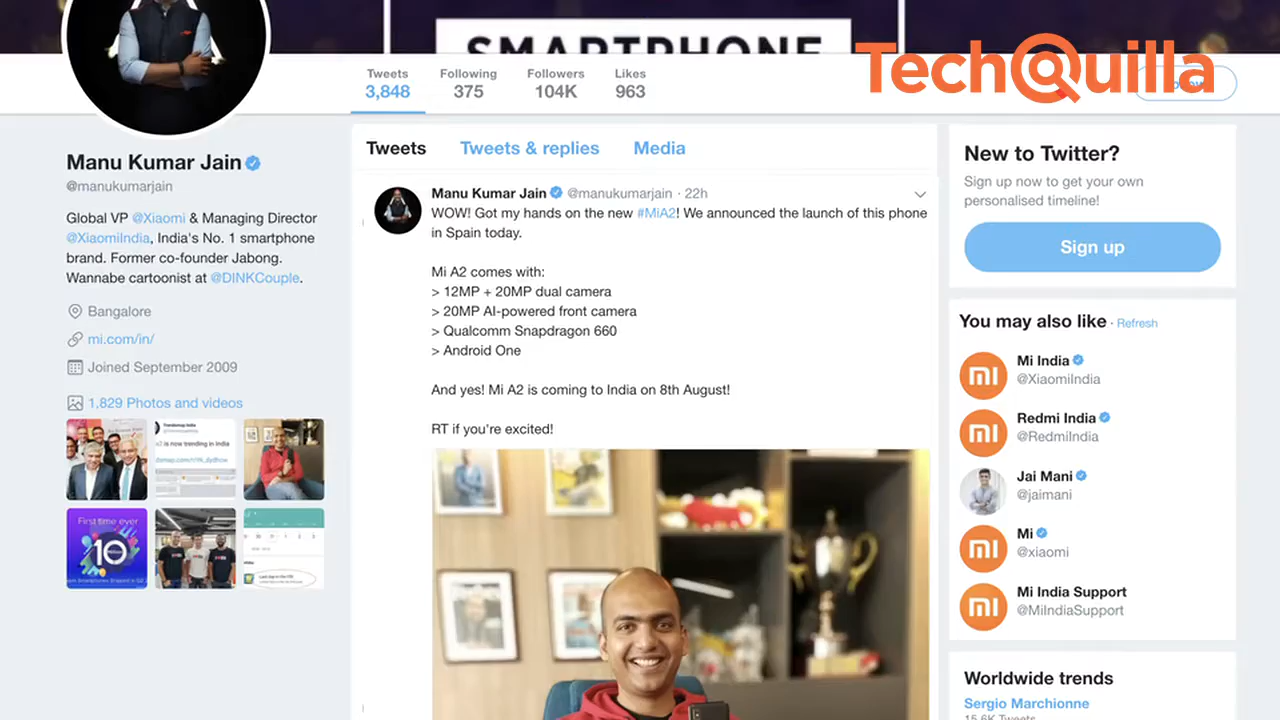 SMARTPHONE
TechQuilla
Tweets
Following
Followers
Likes
3,848
375
104K
963
Manu Kumar Jain
@manukumarjain
Global VP @Xiaomi & Managing Director
@XiaomiIndia, India's No. 1 smartphone
brand. Former co-founder Jabong.
Wannabe cartoonist at @DINKCouple.
Bangalore
mi.com/in/
Joined September 2009
1,829 Photos and videos
First time ever
10
Tweets Tweets & replies Media
Manu Kumar Jain @manukumarjain · 22h
WOW! Got my hands on the new #MiA2! We announced the launch of this phone
in Spain today.
Mi A2 comes with:
> 12MP + 20MP dual camera
> 20MP AI-powered front camera
> Qualcomm Snapdragon 660
> Android One
And yes! Mi A2 is coming to India on 8th August!
RT if you're excited!
New to Twitter?
Sign up now to get your own
personalised timeline!
Sign up
You may also like · Refresh
Mi India
@XiaomiIndia
Redmi India
@RedmiIndia
Jai Mani
@jaimani
Mi
@xiaomi
Mi India Support
@MiIndiaSupport
Worldwide trends
Sergio Marchionne
15.6K Tweets